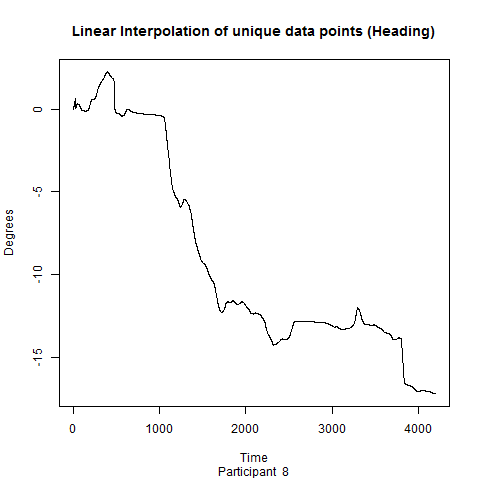 Linear Interpolation of unique data points (Heading)
Degrees
0
-5
-10
-15
0 1000 2000 3000 4000
Time
Participant 8